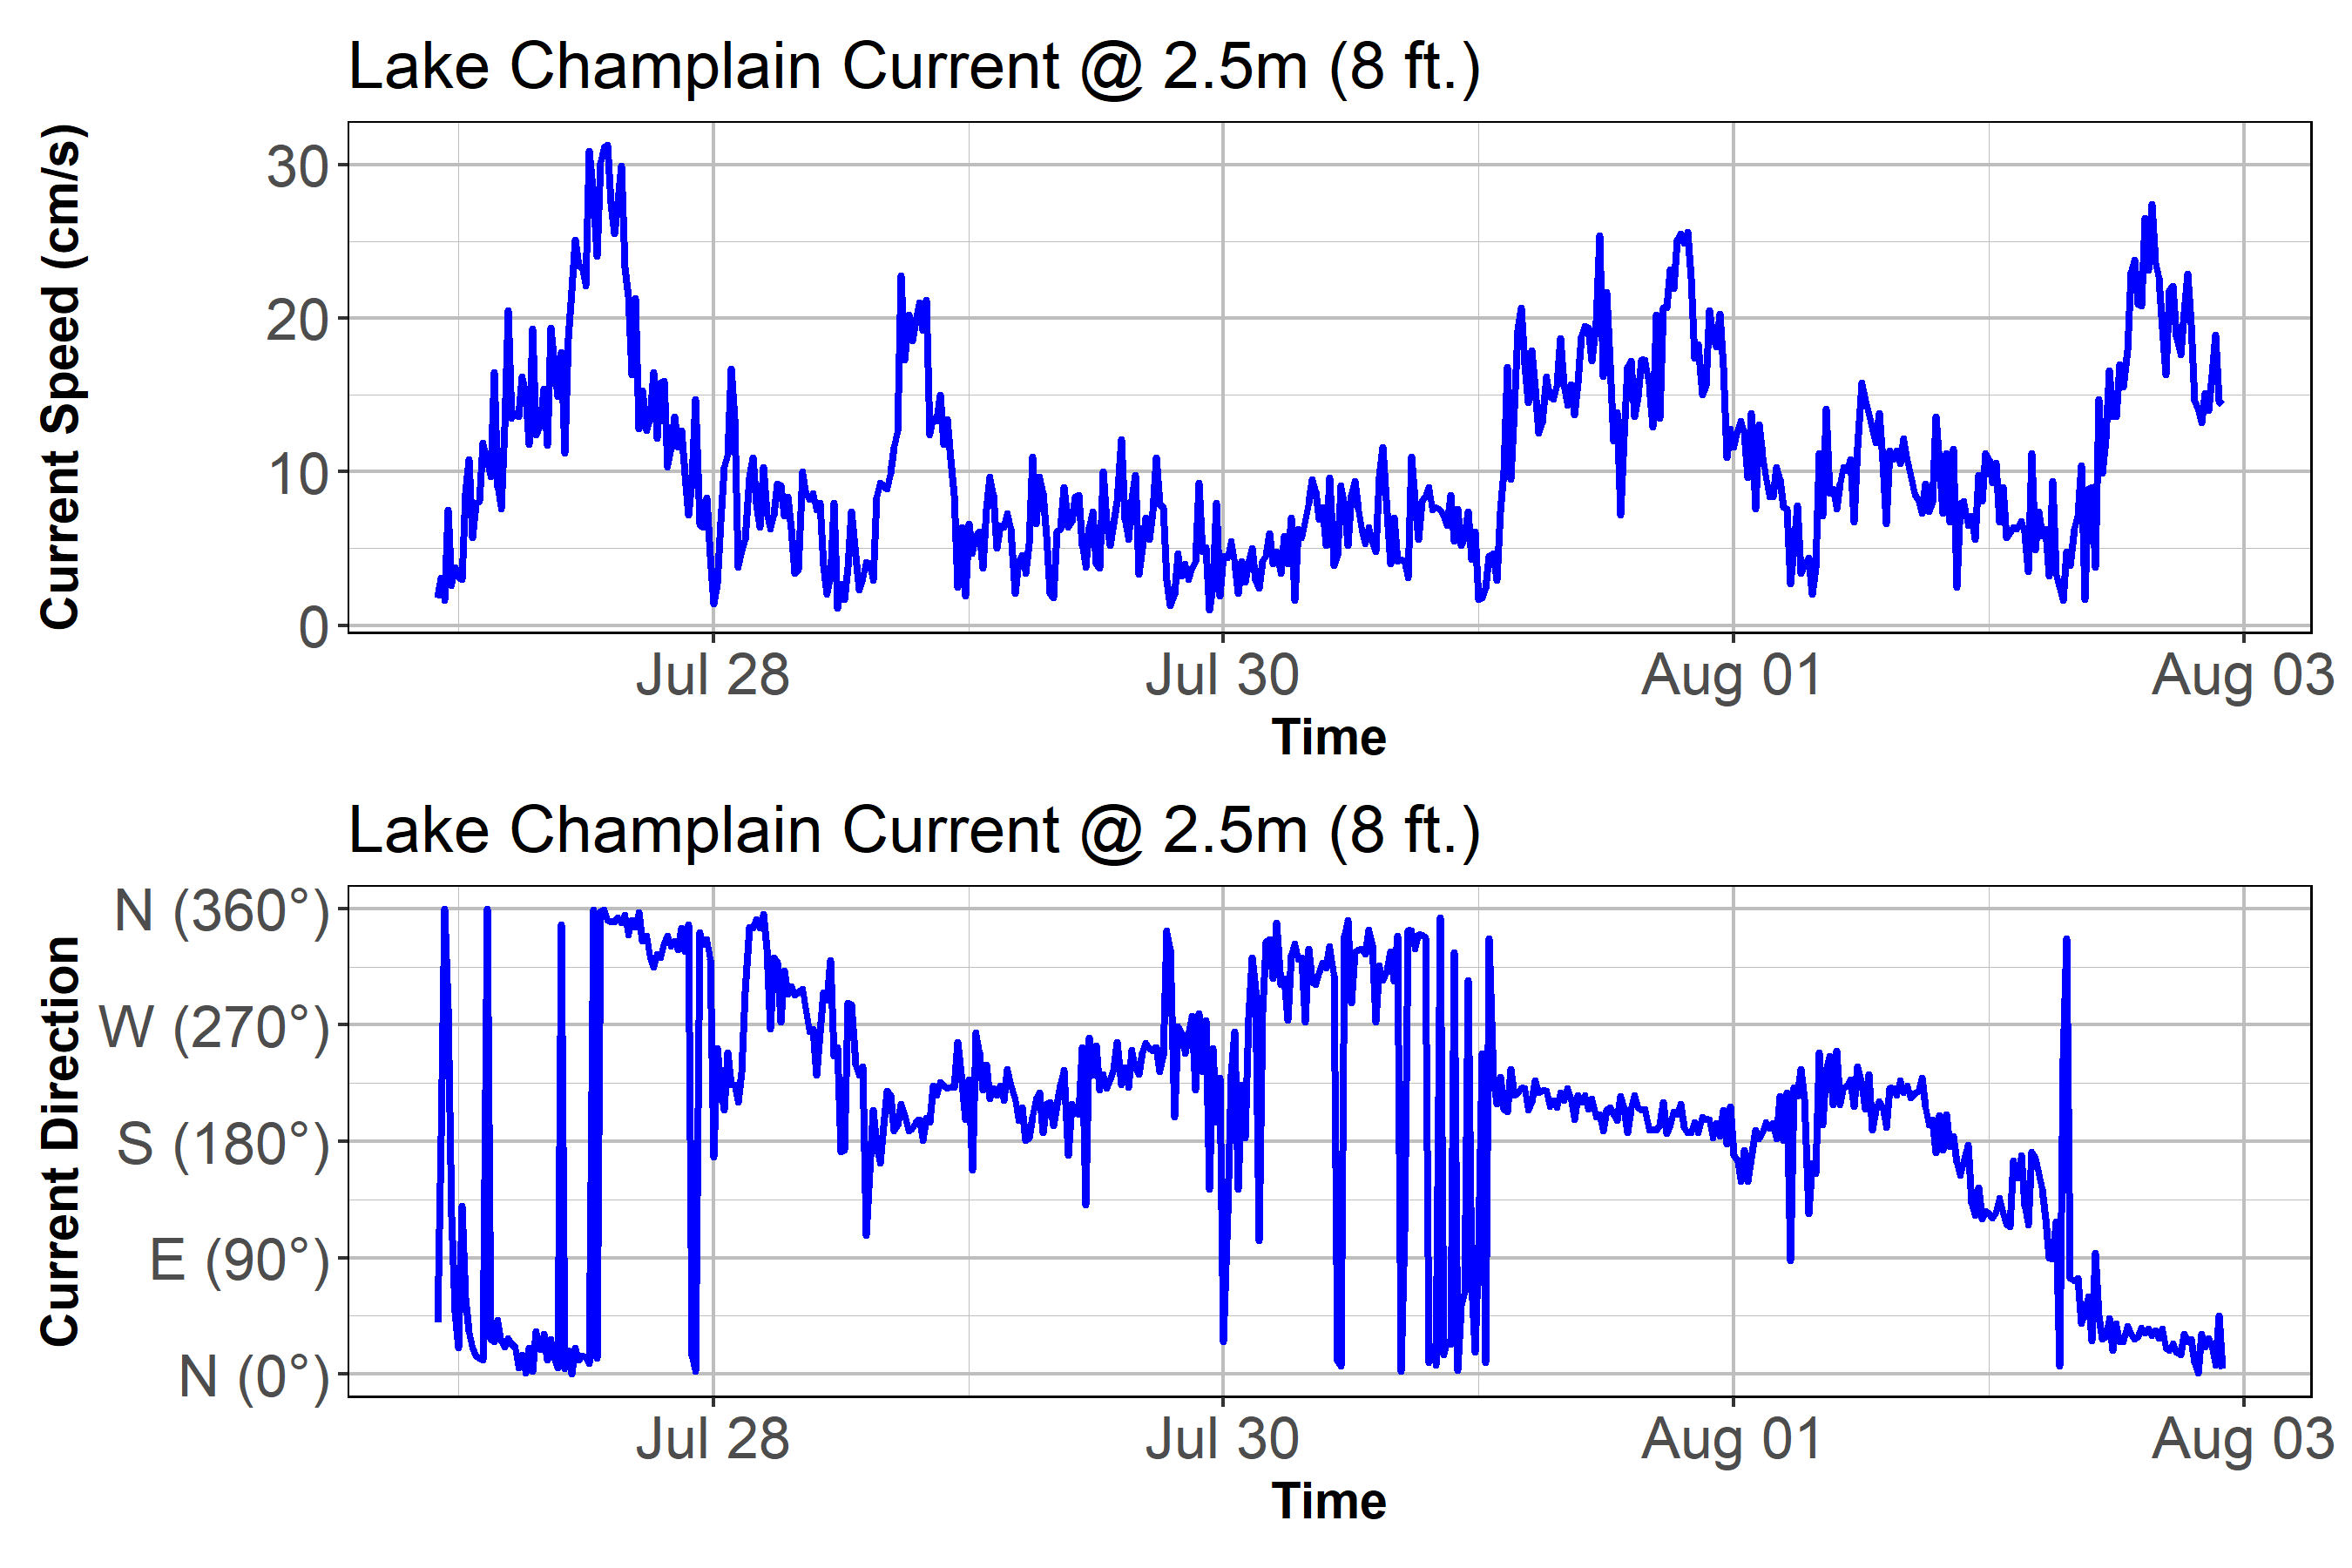 Lake Champlain Current @ 2.5m (8 ft.)
Current Speed (cm/s)
30
20
10
0
Jul 28 Jul 30 Aug 01 Aug 03
Time
Lake Champlain Current @ 2.5m (8 ft.)
Current Direction
N (360°)
W (270°)
S (180°)
E (90°)
N (0°)
Jul 28 Jul 30 Aug 01 Aug 03
Time